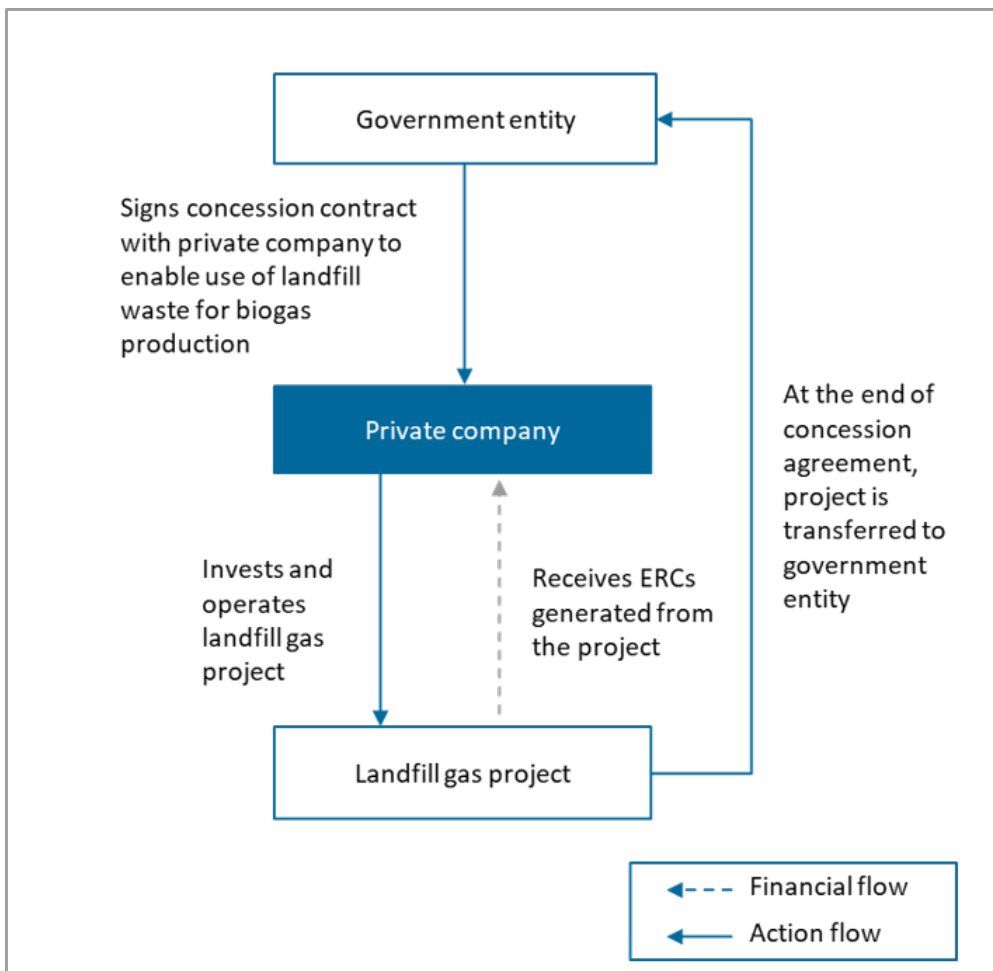 Government entity
Signs concession contract
with private company to
enable use of landfill
waste for biogas
production
Private company
At the end of
concession
agreement,
project is
transferred to
government
entity
Invests and
operates
landfill gas
project
Receives ERCs
generated from
the project
Landfill gas project
Financial flow
Action flow